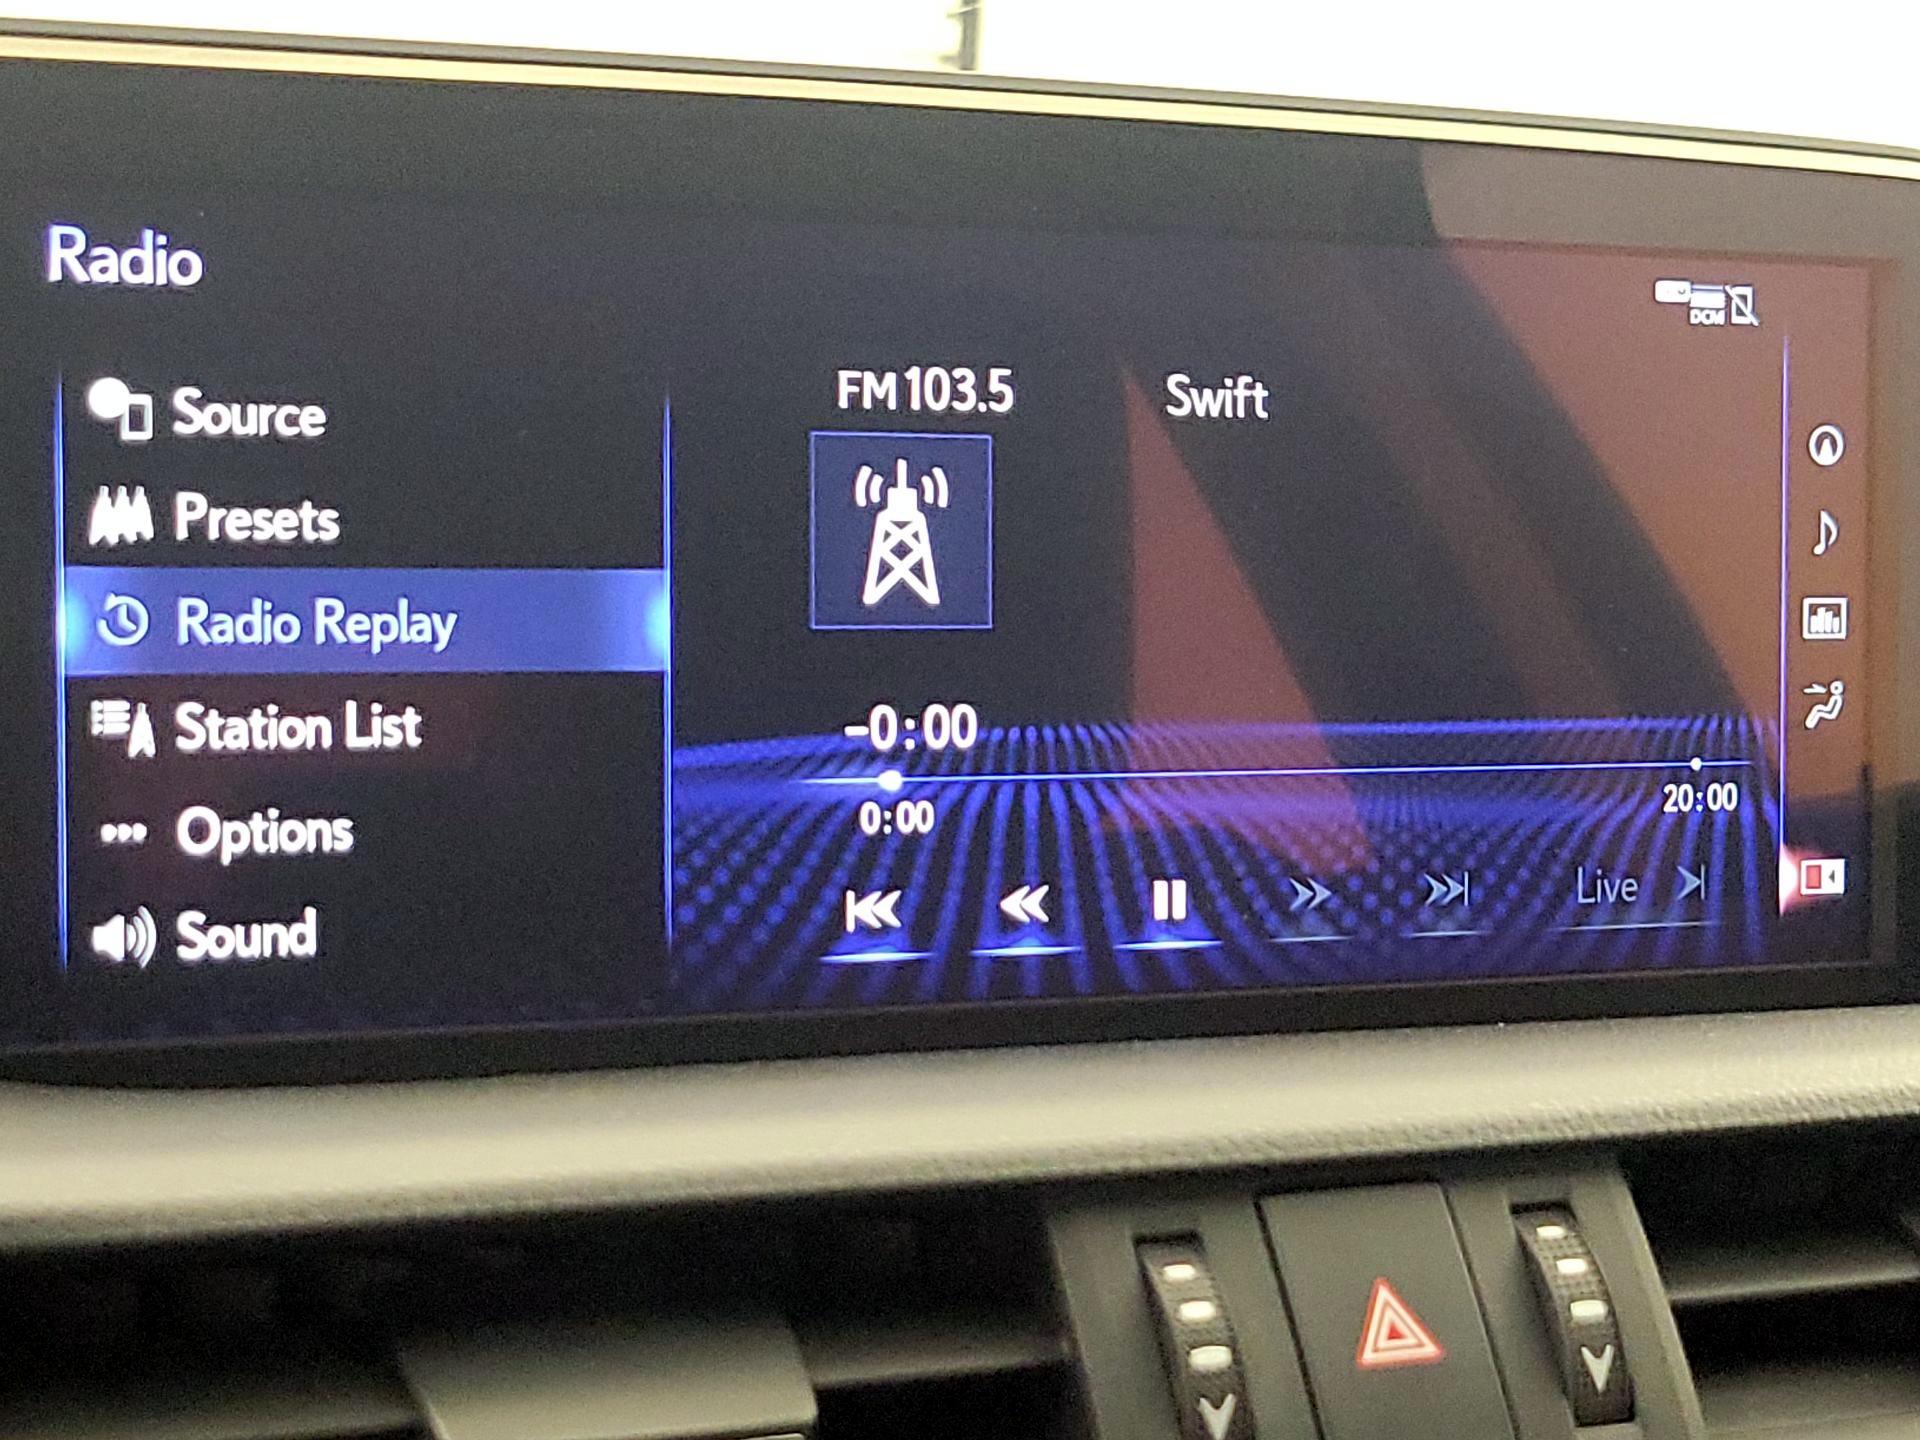 Radio
DCM
Source
Presets
Radio Replay
Station List
Options
Sound
FM 103.5
Swift
-0:00
0:00
20:00
Live